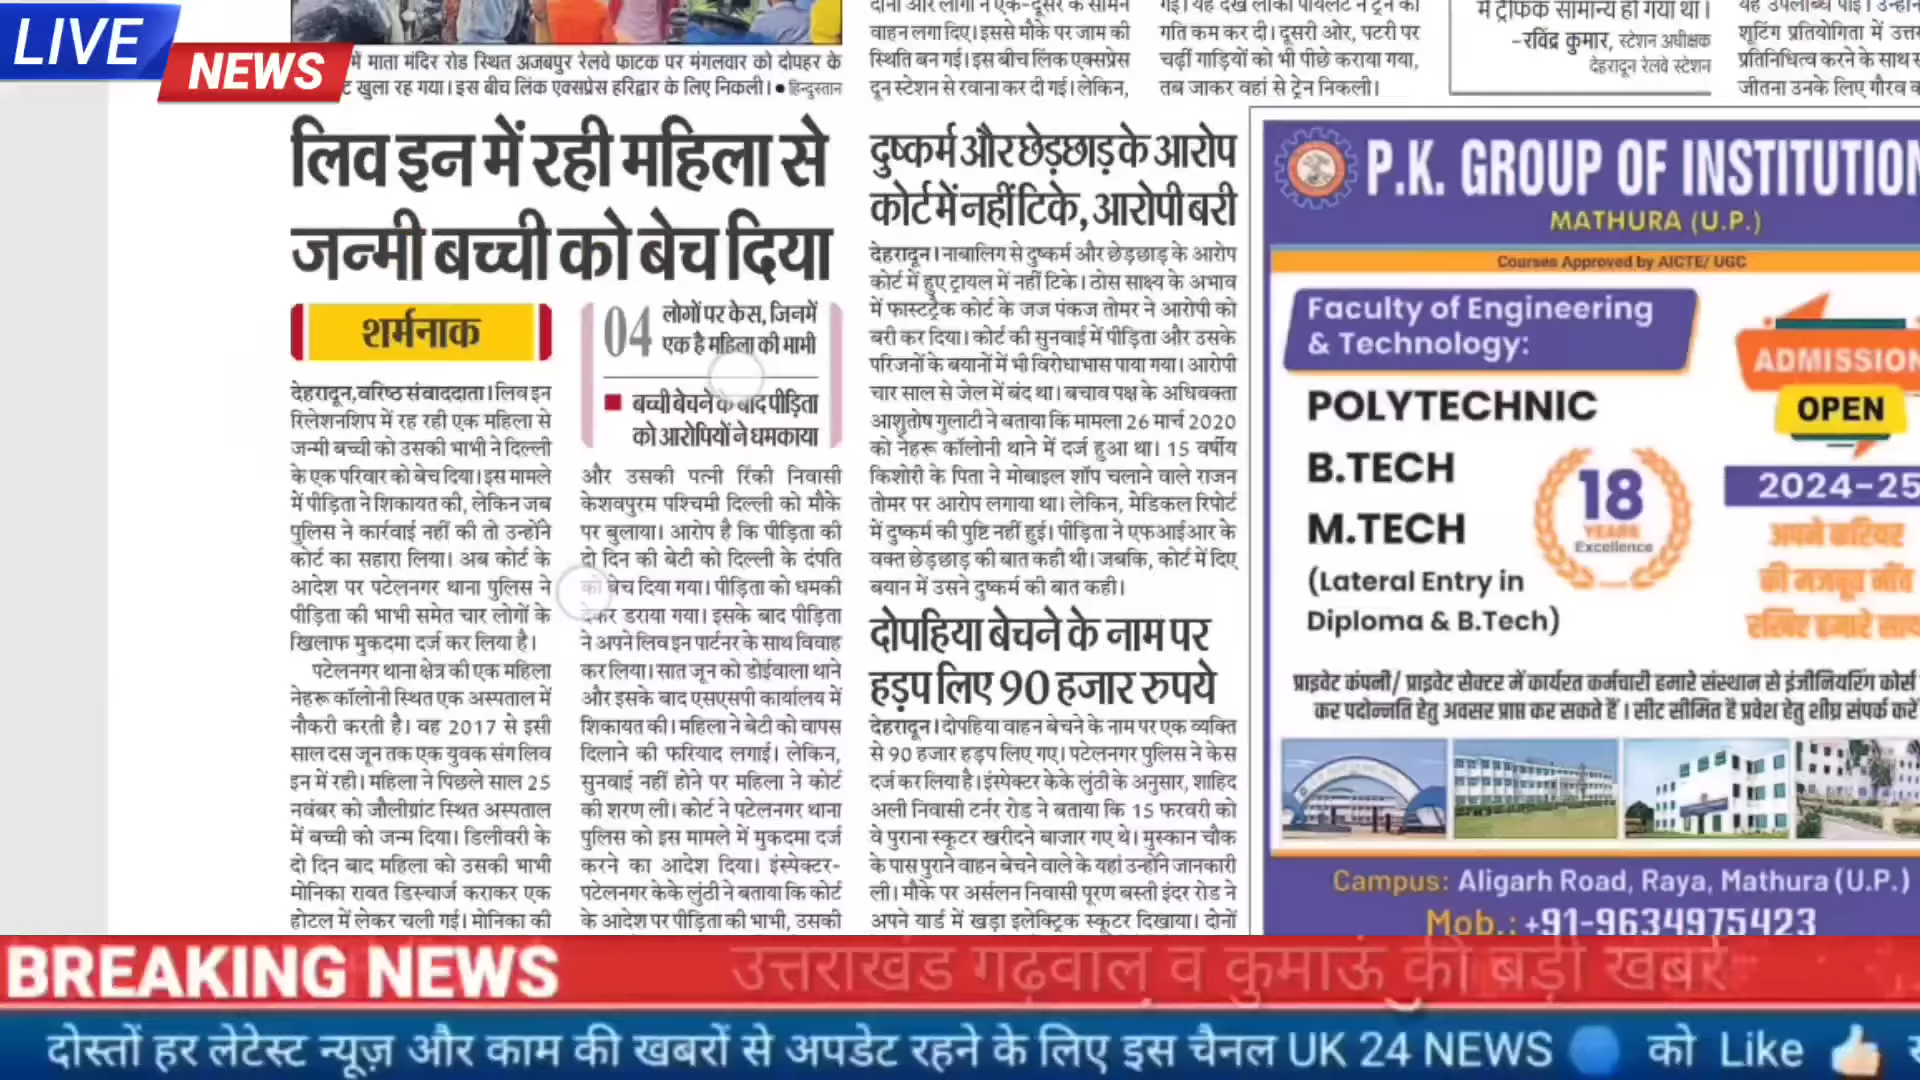 LIVE
NEWS
में माता मंदिर रोड स्थित अजबपुर रेलवे फाटक पर मंगलवार को दोपहर के
खुला रह गया। इस बीच लिंक एक्सप्रेस हरिद्वार के लिए निकली। ● हिन्दुस्तान
लिव इन में रही महिला से
जन्मी बच्ची को बेच दिया
शर्मनाक
04 लोगों पर केस, जिनमें
एक है महिला की भाभी
बच्ची बेचने के बाद पीड़िता
को आरोपियों ने धमकाया
देहरादून, वरिष्ठ संवाददाता। लिव इन
रिलेशनशिप में रह रही एक महिला से
जन्मी बच्ची को उसकी भाभी ने दिल्ली
के एक परिवार को बेच दिया। इस मामले
में पीड़िता ने शिकायत की, लेकिन जब
पुलिस ने कार्रवाई नहीं की तो उन्होंने
कोर्ट का सहारा लिया। अब कोर्ट के
आदेश पर पटेलनगर थाना पुलिस ने
पीड़िता की भाभी समेत चार लोगों के
खिलाफ मुकदमा दर्ज कर लिया है।
पटेलनगर थाना क्षेत्र की एक महिला
नेहरू कॉलोनी स्थित एक अस्पताल में
नौकरी करती है। वह 2017 से इसी
साल दस जून तक एक युवक संग लिव
इन में रही। महिला ने पिछले साल 25
नवंबर को जौलीग्रांट स्थित अस्पताल
में बच्ची को जन्म दिया। डिलीवरी के
दो दिन बाद महिला को उसकी भाभी
मोनिका रावत डिस्चार्ज कराकर एक
होटल में लेकर चली गई। मोनिका की
और उसकी पत्नी रिंकी निवासी
केशवपुरम पश्चिमी दिल्ली को मौके
पर बुलाया। आरोप है कि पीड़िता की
दो दिन की बेटी को दिल्ली के दंपति
को बेच दिया गया। पीड़िता को धमकी
देकर डराया गया। इसके बाद पीड़िता
ने अपने लिव इन पार्टनर के साथ विवाह
कर लिया। सात जून को डोईवाला थाने
और इसके बाद एसएसपी कार्यालय में
शिकायत की। महिला ने बेटी को वापस
दिलाने की फरियाद लगाई। लेकिन,
सुनवाई नहीं होने पर महिला ने कोर्ट
की शरण ली। कोर्ट ने पटेलनगर थाना
पुलिस को इस मामले में मुकदमा दर्ज
करने का आदेश दिया। इंस्पेक्टर-
पटेलनगर केके लुंठी ने बताया कि कोर्ट
के आदेश पर पीड़िता की भाभी, उसकी
वाहन लगा दिए। इससे मौके पर जाम की
स्थिति बन गई। इस बीच लिंक एक्सप्रेस
दून स्टेशन से रवाना कर दी गई। लेकिन,
गई। यह देख लोको पायलट ने ट्रेन की
गति कम कर दी। दूसरी ओर, पटरी पर
चढ़ीं गाड़ियों को भी पीछे कराया गया,
तब जाकर वहां से ट्रेन निकली।
में ट्रैफिक सामान्य हो गया था।
-रविंद्र कुमार, स्टेशन अधीक्षक
देहरादून रेलवे स्टेशन
शूटिंग प्रतियोगिता में
प्रतिनिधित्व करने के साथ
जीतना उनके लिए गौरव
दुष्कर्म और छेड़छाड़ के आरोप
कोर्ट में नहीं टिके, आरोपी बरी
देहरादून। नाबालिग से दुष्कर्म और छेड़छाड़ के आरोप
कोर्ट में हुए ट्रायल में नहीं टिके। ठोस साक्ष्य के अभाव
में फास्टट्रैक कोर्ट के जज पंकज तोमर ने आरोपी को
बरी कर दिया। कोर्ट की सुनवाई में पीड़िता और उसके
परिजनों के बयानों में भी विरोधाभास पाया गया। आरोपी
चार साल से जेल में बंद था। बचाव पक्ष के अधिवक्ता
आशुतोष गुलाटी ने बताया कि मामला 26 मार्च 2020
को नेहरू कॉलोनी थाने में दर्ज हुआ था। 15 वर्षीय
किशोरी के पिता ने मोबाइल शॉप चलाने वाले राजन
तोमर पर आरोप लगाया था। लेकिन, मेडिकल रिपोर्ट
में दुष्कर्म की पुष्टि नहीं हुई। पीड़िता ने एफआईआर के
वक्त छेड़छाड़ की बात कही थी। जबकि, कोर्ट में दिए
बयान में उसने दुष्कर्म की बात कही।
दोपहिया बेचने के नाम पर
हड़प लिए 90 हजार रुपये
देहरादून। दोपहिया वाहन बेचने के नाम पर एक व्यक्ति
से 90 हजार हड़प लिए गए। पटेलनगर पुलिस ने केस
दर्ज कर लिया है। इंस्पेक्टर केके लुंठी के अनुसार, शाहिद
अली निवासी टर्नर रोड ने बताया कि 15 फरवरी को
वे पुराना स्कूटर खरीदने बाजार गए थे। मुस्कान चौक
के पास पुराने वाहन बेचने वाले के यहां उन्होंने जानकारी
ली। मौके पर अर्सलन निवासी पूरण बस्ती इंदर रोड ने
अपने यार्ड में खड़ा इलेक्ट्रिक स्कूटर दिखाया। दोनों
P.K. GROUP OF INSTITUTION
MATHURA (U.P.)
Courses Approved by AICTE/ UGC
Faculty of Engineering
& Technology:
POLYTECHNIC
B.TECH
M.TECH
(Lateral Entry in
Diploma & B.Tech)
18
YEARS
Excellence
ADMISSION
OPEN
2024-25
अपने करियर
की मजबूत नींव
रखिए हमारे साथ
प्राइवेट कंपनी/ प्राइवेट सेक्टर में कार्यरत कर्मचारी हमारे संस्थान से इंजीनियरिंग कोर्स
कर पदोन्नति हेतु अवसर प्राप्त कर सकते हैं। सीट सीमित है प्रवेश हेतु शीघ्र संपर्क करें
Campus: Aligarh Road, Raya, Mathura (U.P.)
Mob.: +91-9634975423
BREAKING NEWS
उत्तराखंड गढ़वाल व कुमाऊं की बड़ी खबरें
दोस्तों हर लेटेस्ट न्यूज़ और काम की खबरों से अपडेट रहने के लिए इस चैनल UK 24 NEWS को Like